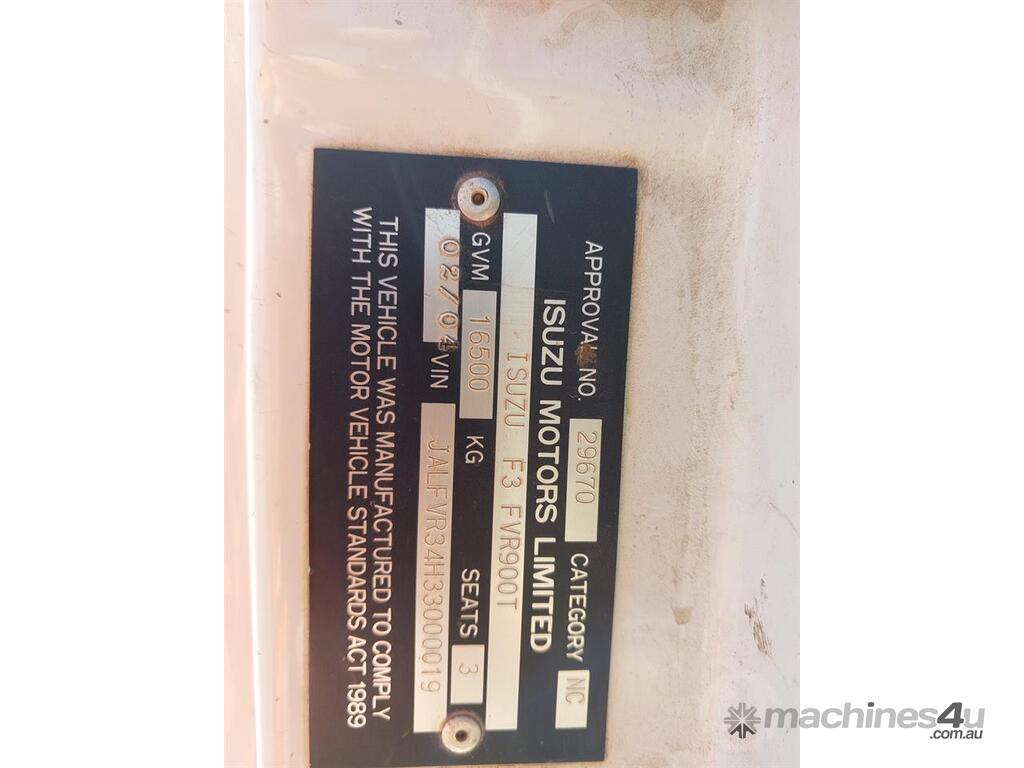 APPROVAL NO. 29670 CATEGORY NC
ISUZU MOTORS LIMITED
ISUZU F3 FVR900T
GVM 16500 KG SEATS 3
02/04 VIN JALFVR34H33000019
THIS VEHICLE WAS MANUFACTURED TO COMPLY
WITH THE MOTOR VEHICLE STANDARDS ACT 1989
machines4u
.com.au